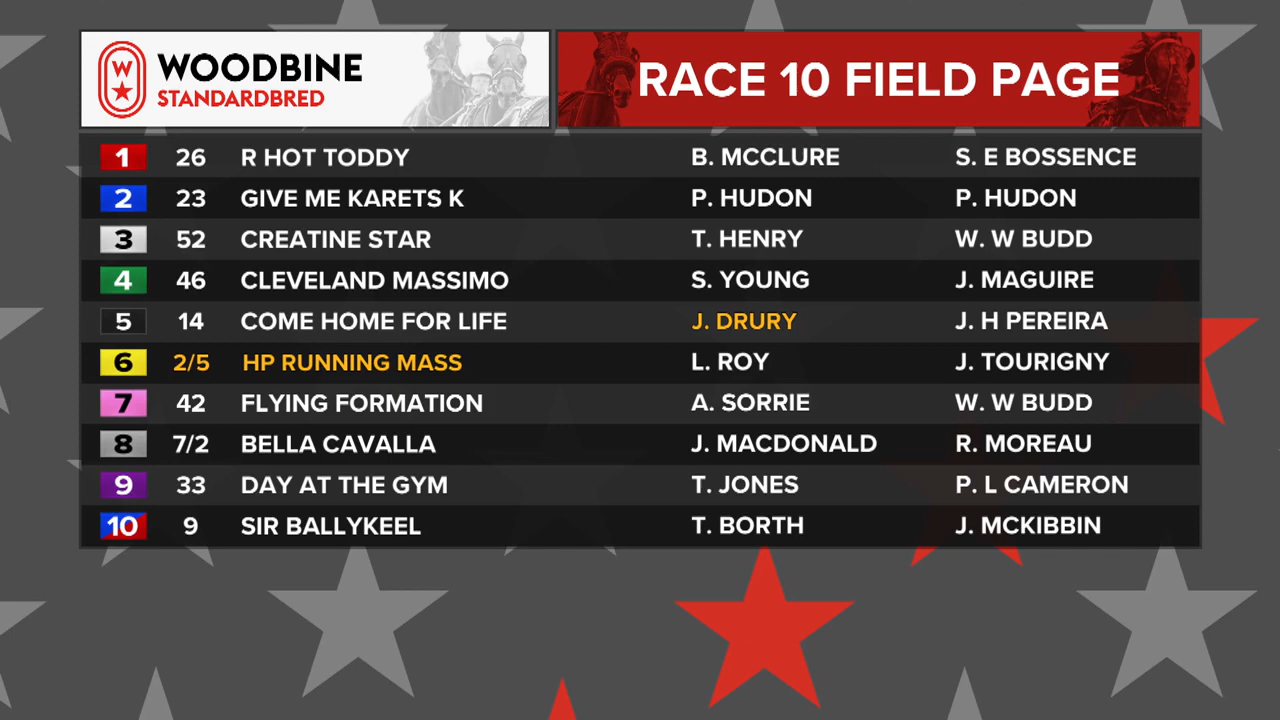 W
WOODBINE
STANDARDBRED
RACE 10 FIELD PAGE
1 26 R HOT TODDY B. MCCLURE S. E BOSSENCE
2 23 GIVE ME KARETS K P. HUDON P. HUDON
3 52 CREATINE STAR T. HENRY W. W BUDD
4 46 CLEVELAND MASSIMO S. YOUNG J. MAGUIRE
5 14 COME HOME FOR LIFE J. DRURY J. H PEREIRA
6 2/5 HP RUNNING MASS L. ROY J. TOURIGNY
7 42 FLYING FORMATION A. SORRIE W. W BUDD
8 7/2 BELLA CAVALLA J. MACDONALD R. MOREAU
9 33 DAY AT THE GYM T. JONES P. L CAMERON
10 9 SIR BALLYKEEL T. BORTH J. MCKIBBIN